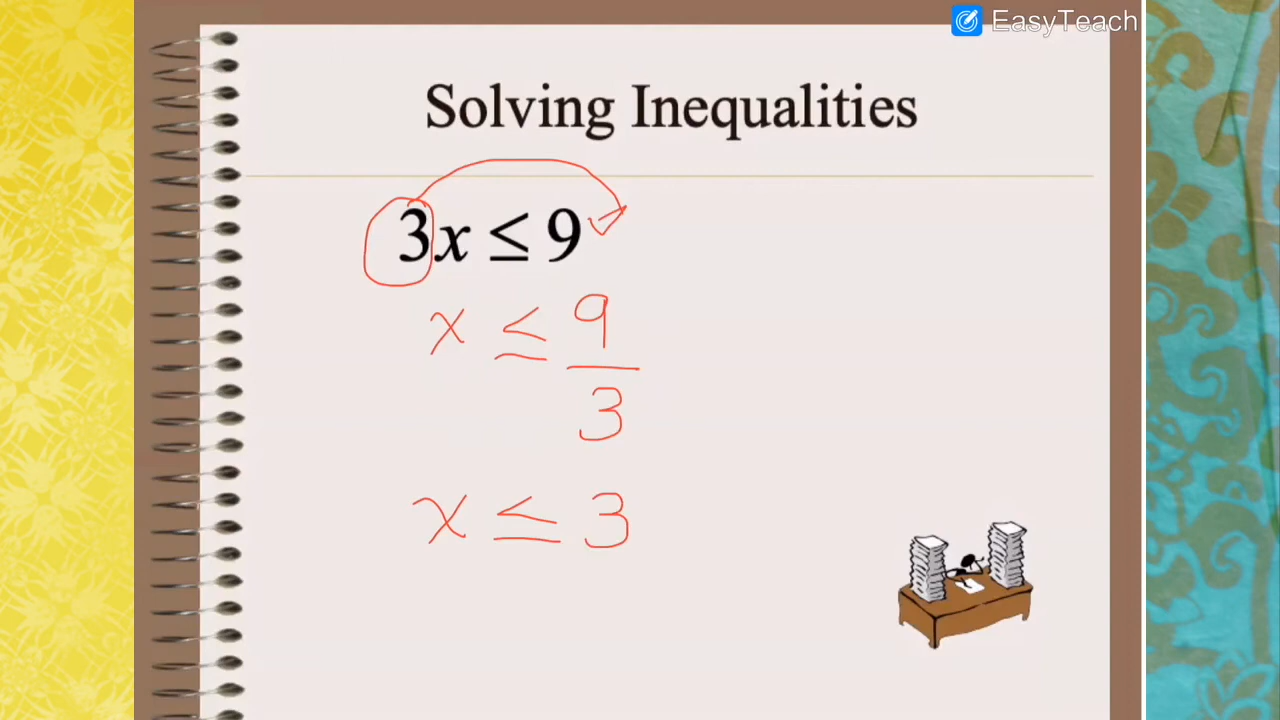 EasyTeach
Solving Inequalities
3x ≤ 9
x ≤ 9/3
x ≤ 3